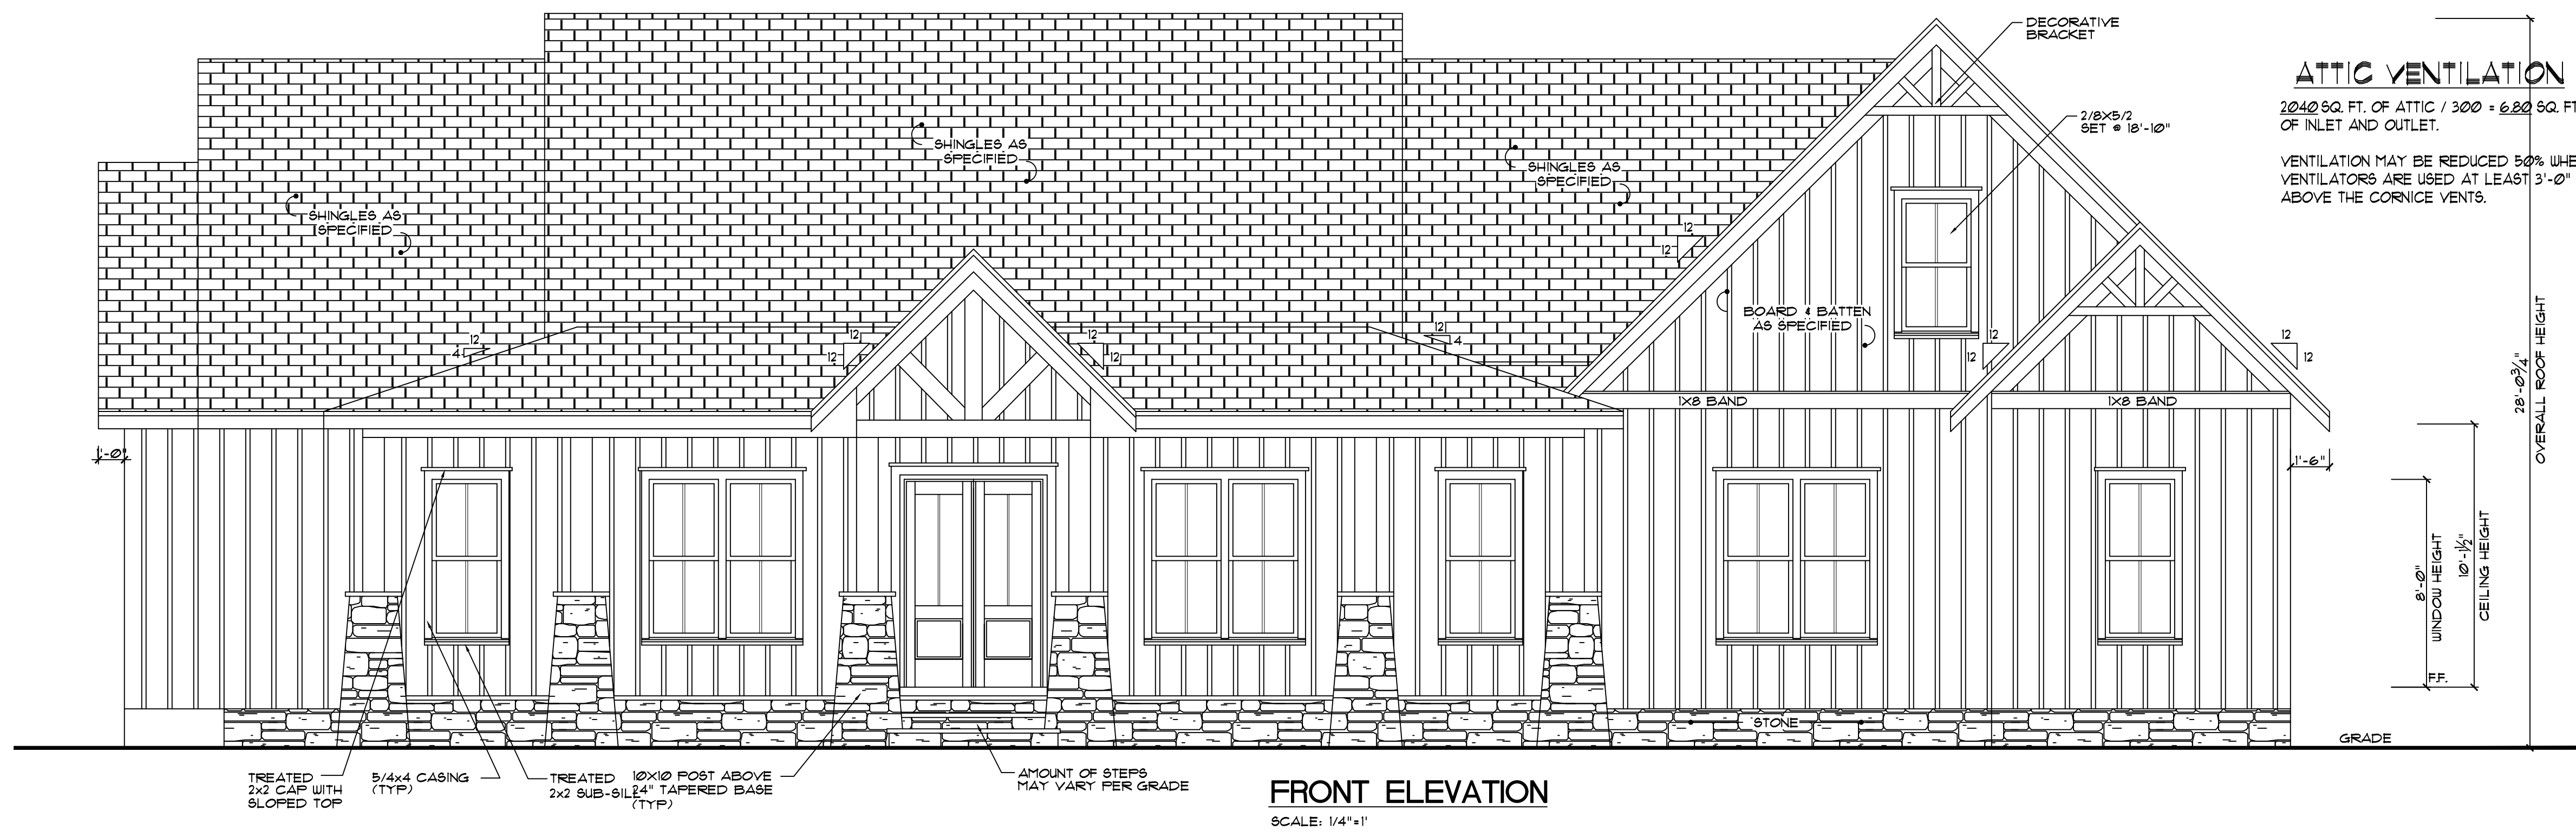 DECORATIVE
BRACKET
ATTIC VENTILATION
2040 SQ. FT. OF ATTIC / 300 = 6.80 SQ. FT
OF INLET AND OUTLET.
VENTILATION MAY BE REDUCED 50% WHE
VENTILATORS ARE USED AT LEAST 3'-0"
ABOVE THE CORNICE VENTS.
2/8X5/2
SET @ 18'-10"
SHINGLES AS
SPECIFIED
SHINGLES AS
SPECIFIED
SHINGLES AS
SPECIFIED
12
12
BOARD & BATTEN
AS SPECIFIED
12
4
12
12
12
12
12
4
12
12
12
12
1X8 BAND
1X8 BAND
28'-0 3/4"
OVERALL ROOF HEIGHT
1'-0"
1'-6"
8'-0"
WINDOW HEIGHT
10'-1 1/2"
CEILING HEIGHT
F.F.
STONE
GRADE
TREATED
2x2 CAP WITH
SLOPED TOP
5/4x4 CASING
(TYP)
TREATED
2x2 SUB-SILL
10X10 POST ABOVE
24" TAPERED BASE
(TYP)
AMOUNT OF STEPS
MAY VARY PER GRADE
FRONT ELEVATION
SCALE: 1/4"=1'